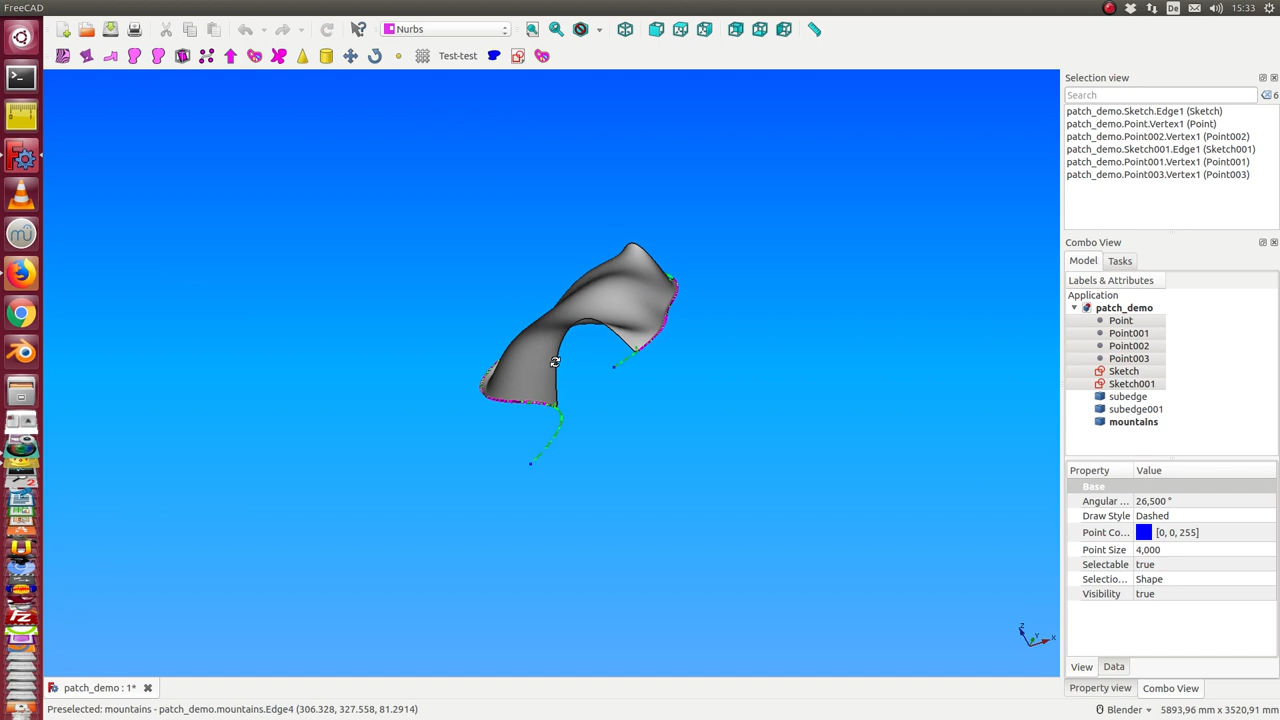 FreeCAD
De
15:33
Nurbs
Test-test
Selection view
Search
6
patch_demo.Sketch.Edge1 (Sketch)
patch_demo.Point.Vertex1 (Point)
patch_demo.Point002.Vertex1 (Point002)
patch_demo.Sketch001.Edge1 (Sketch001)
patch_demo.Point001.Vertex1 (Point001)
patch_demo.Point003.Vertex1 (Point003)
Combo View
Model
Tasks
Labels & Attributes
Application
patch_demo
Point
Point001
Point002
Point003
Sketch
Sketch001
subedge
subedge001
mountains
Property
Value
Base
Angular ...
26,500 °
Draw Style
Dashed
Point Co...
[0, 0, 255]
Point Size
4,000
Selectable
true
Selectio...
Shape
Visibility
true
Z
Y
X
View
Data
patch_demo : 1*
Property view
Combo View
Preselected: mountains - patch_demo.mountains.Edge4 (306.328, 327.558, 81.2914)
Blender
5893,96 mm x 3520,91 mm